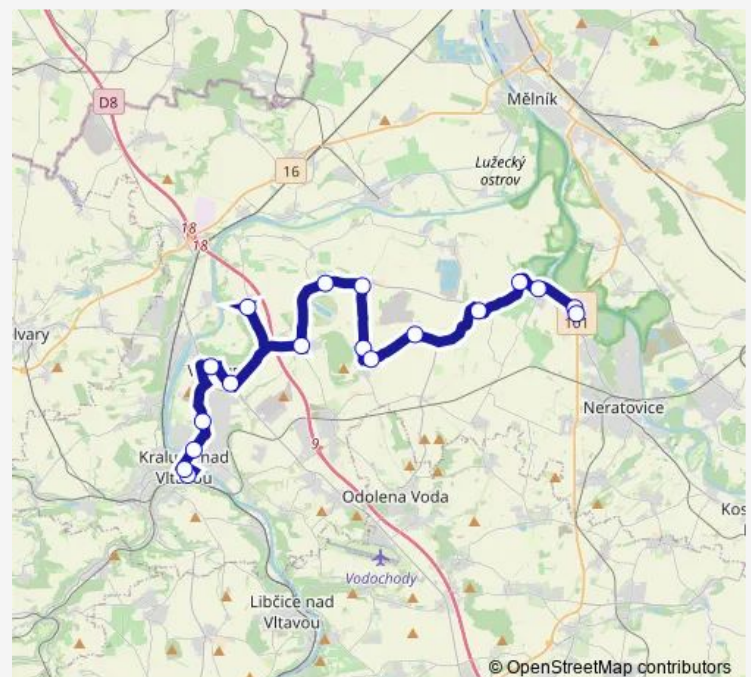 D8
Mělník
Lužecký
ostrov
16
18
18
lvary
101
Neratovice
Kralu nad
Vltavou
9
Odolena Voda
Kos
Vodochody
Libčice nad
Vltavou
© OpenStreetMap contributors